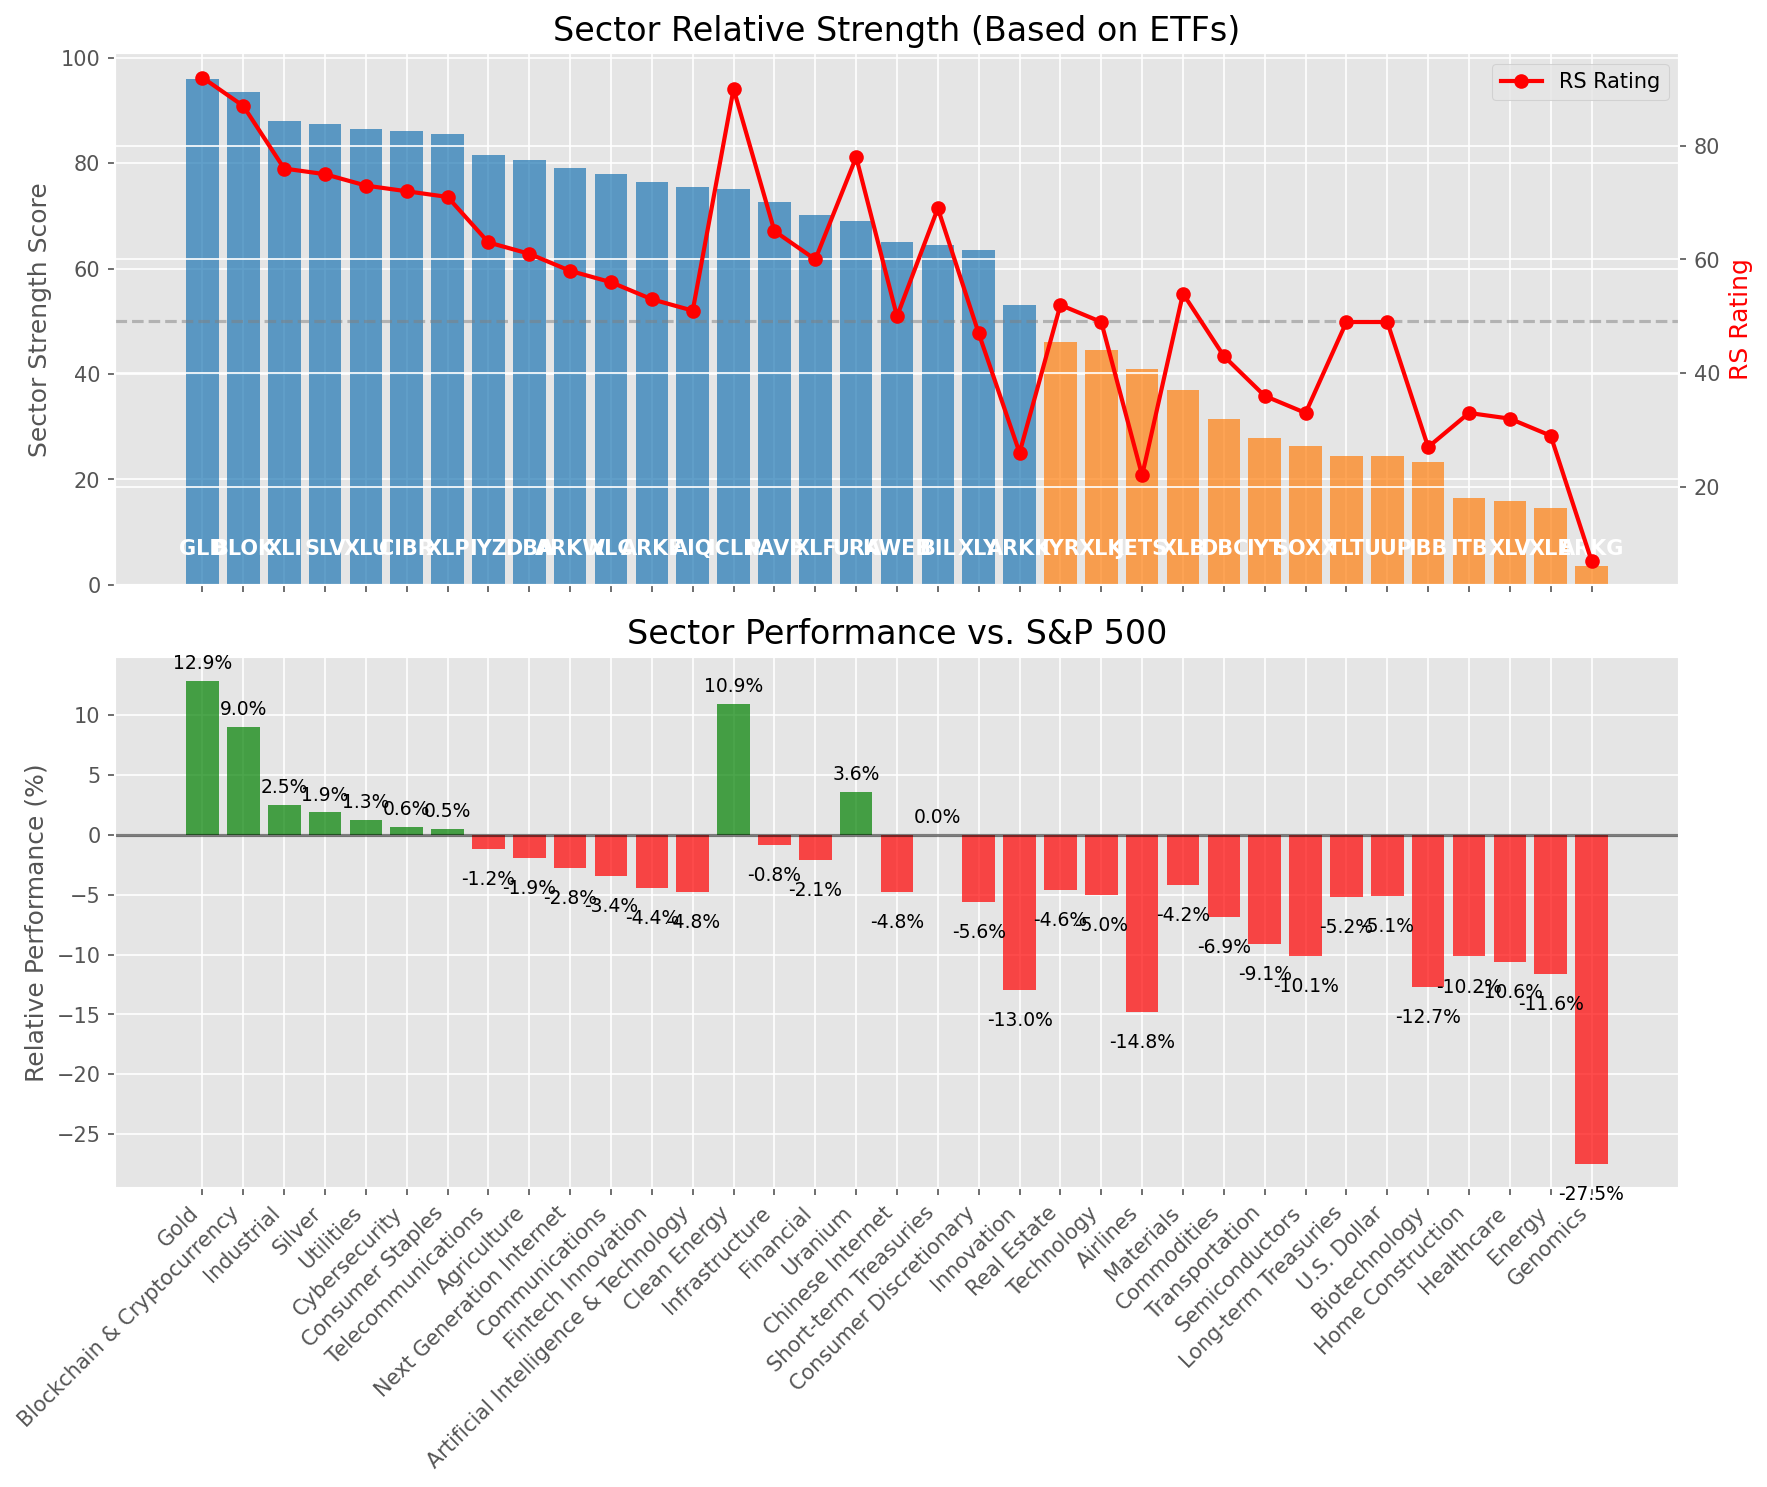 Sector Relative Strength (Based on ETFs)
Sector Strength Score
100
80
60
40
20
0
RS Rating
80
60
40
20
RS Rating
GLD BLOK XLI SLV XLU CIBR XLP IYZ DBA ARKW XLC ARKF AIQ ICLN PAVE XLF URA KWEB BIL XLY ARKK IYR XLK JETS XLB DBC IYT SOXX TLT UUP IBB ITB XLV XLE ARKG
Sector Performance vs. S&P 500
Relative Performance (%)
10
5
0
−5
−10
−15
−20
−25
12.9% 9.0% 2.5% 1.9% 1.3% 0.6% 0.5% -1.2% -1.9% -2.8% -3.4% -4.4% -4.8% 10.9% -0.8% -2.1% 3.6% -4.8% 0.0% -5.6% -13.0% -4.6% -5.0% -14.8% -4.2% -6.9% -9.1% -10.1% -5.2% -5.1% -12.7% -10.2% -10.6% -11.6% -27.5%
Gold
Blockchain & Cryptocurrency
Industrial
Silver
Utilities
Cybersecurity
Consumer Staples
Telecommunications
Agriculture
Next Generation Internet
Communications
Fintech Innovation
Artificial Intelligence & Technology
Clean Energy
Infrastructure
Financial
Uranium
Chinese Internet
Short-term Treasuries
Consumer Discretionary
Innovation
Real Estate
Technology
Airlines
Materials
Commodities
Transportation
Semiconductors
Long-term Treasuries
U.S. Dollar
Biotechnology
Home Construction
Healthcare
Energy
Genomics